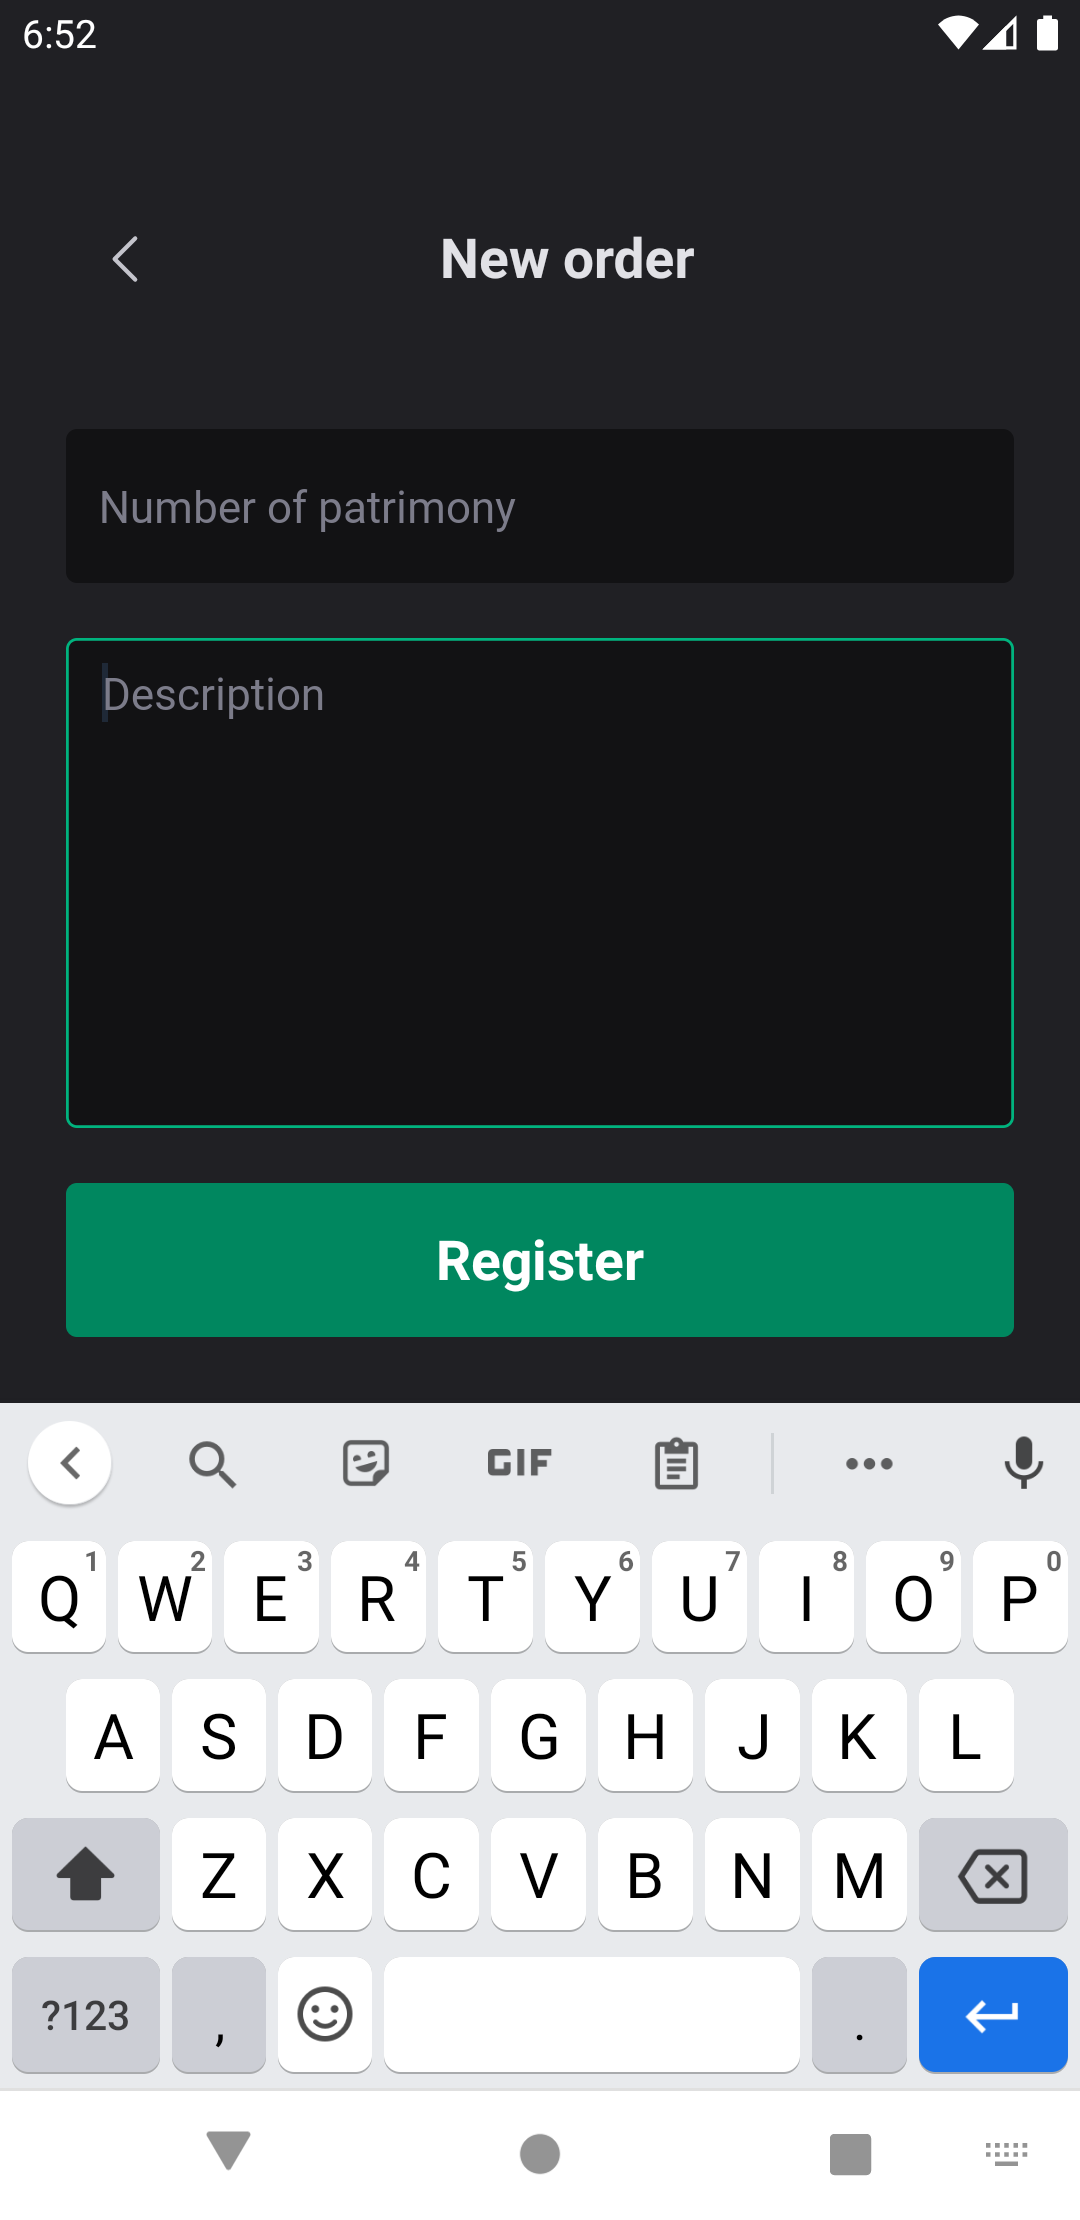 6:52
New order
Number of patrimony
Description
Register
GIF
Q 1 W 2 E 3 R 4 T 5 Y 6 U 7 I 8 O 9 P 0
A S D F G H J K L
Z X C V B N M
?123 , .